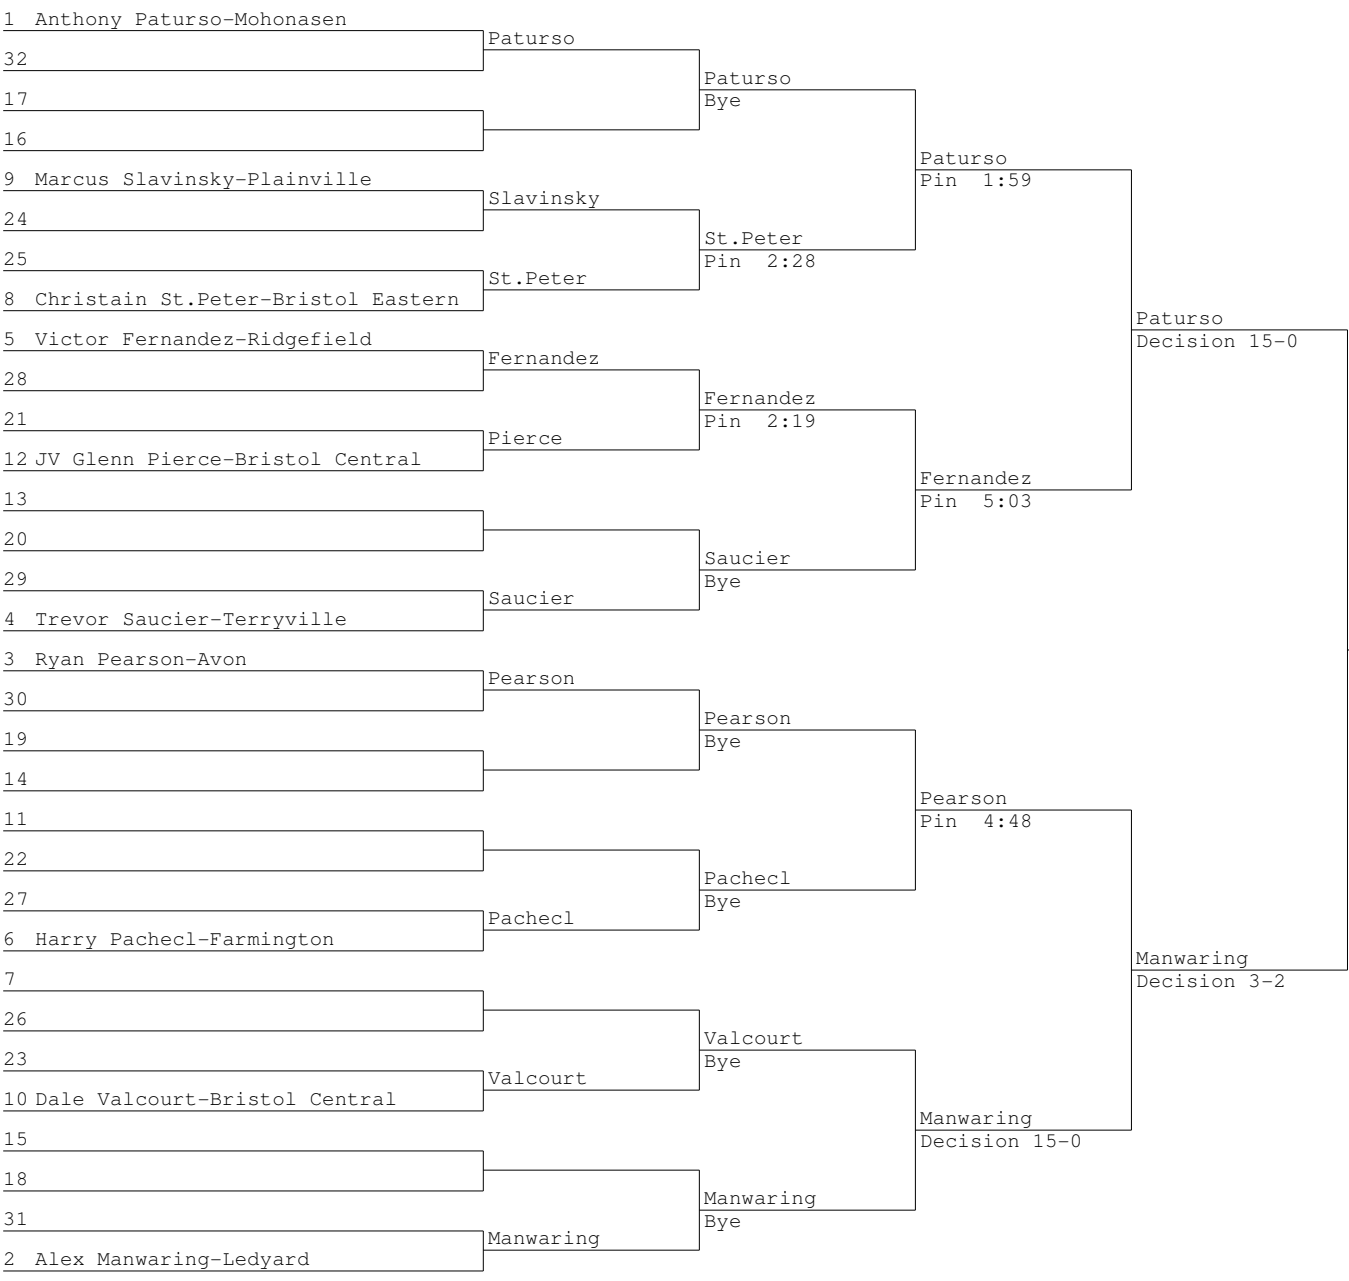 1 Anthony Paturso-Mohonasen
32
17
16
9 Marcus Slavinsky-Plainville
24
25
8 Christain St.Peter-Bristol Eastern
5 Victor Fernandez-Ridgefield
28
21
12 JV Glenn Pierce-Bristol Central
13
20
29
4 Trevor Saucier-Terryville
3 Ryan Pearson-Avon
30
19
14
11
22
27
6 Harry Pachecl-Farmington
7
26
23
10 Dale Valcourt-Bristol Central
15
18
31
2 Alex Manwaring-Ledyard
Paturso
Slavinsky
St.Peter
Fernandez
Pierce
Saucier
Pearson
Pachecl
Valcourt
Manwaring
Paturso
Bye
St.Peter
Pin 2:28
Fernandez
Pin 2:19
Saucier
Bye
Pearson
Bye
Pachecl
Bye
Valcourt
Bye
Manwaring
Bye
Paturso
Pin 1:59
Fernandez
Pin 5:03
Pearson
Pin 4:48
Manwaring
Decision 15-0
Paturso
Decision 15-0
Manwaring
Decision 3-2